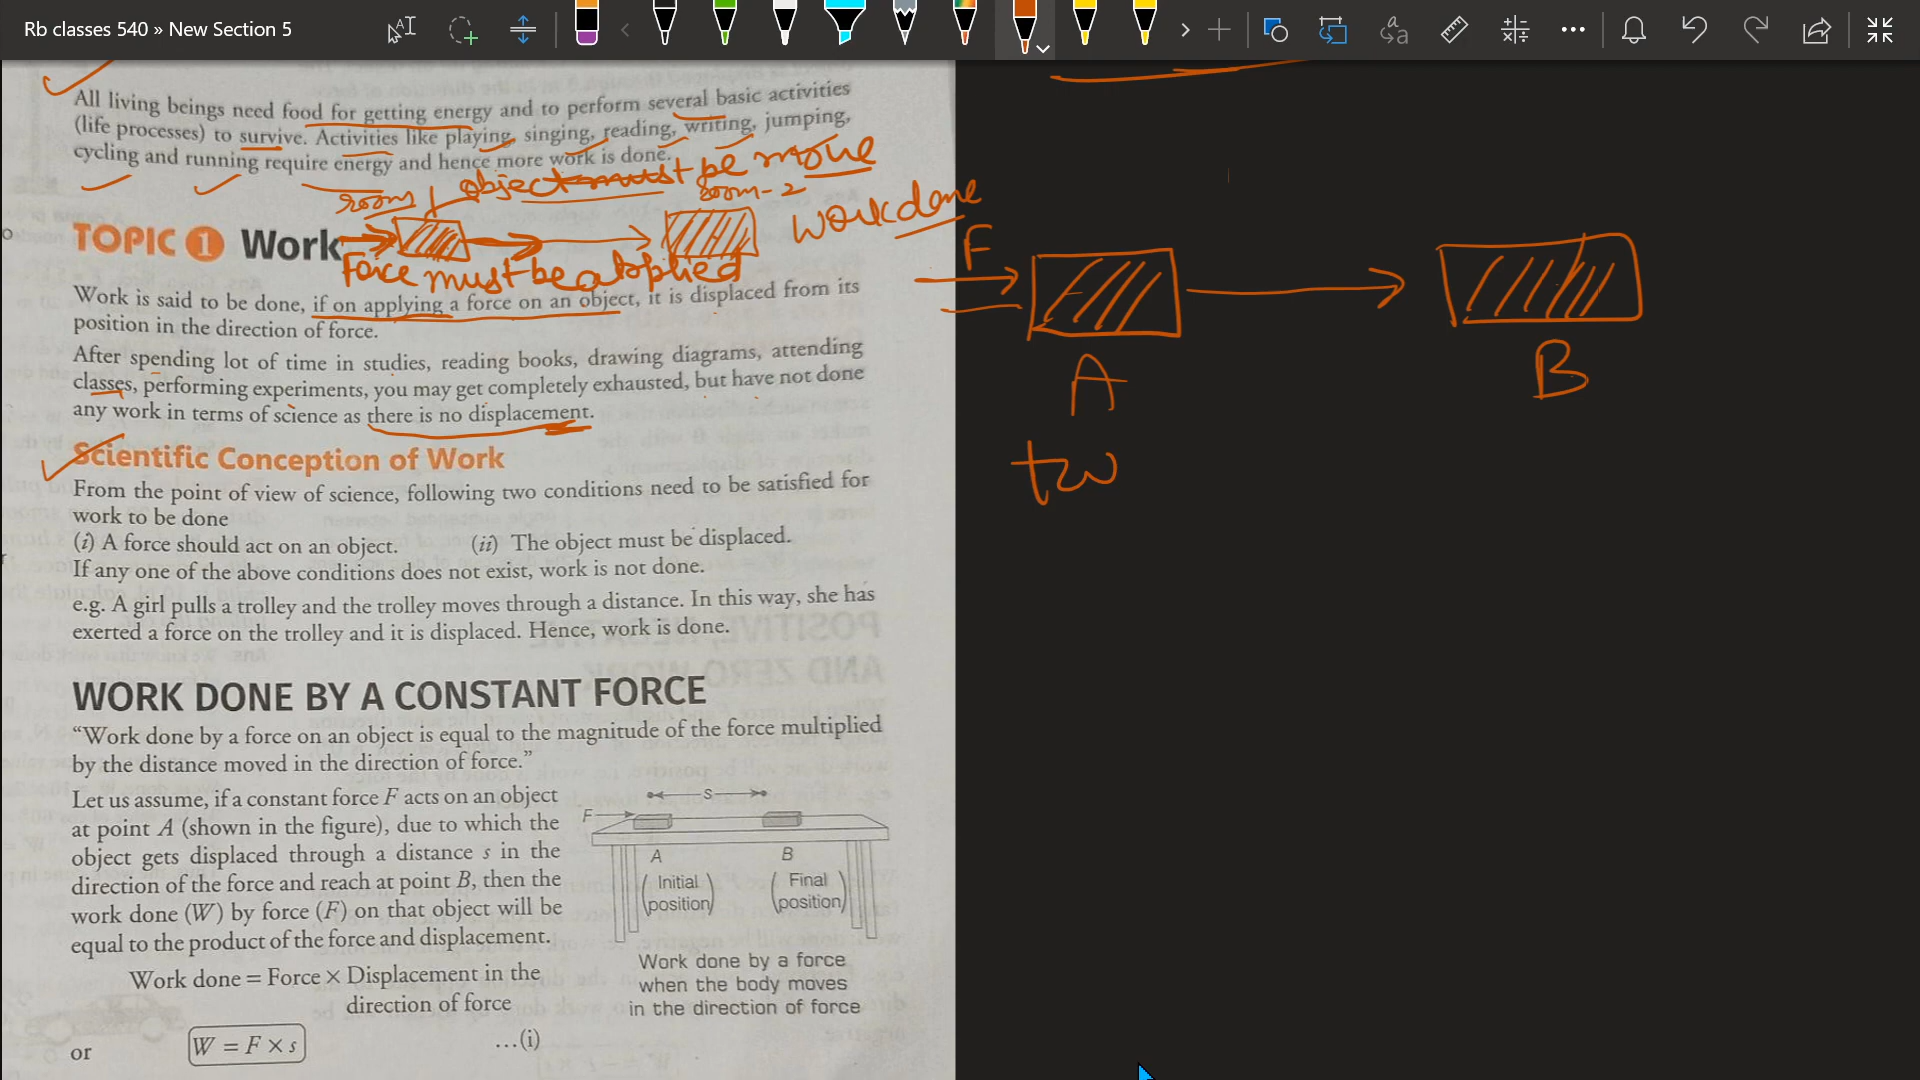 Rb classes 540 » New Section 5
All living beings need food for getting energy and to perform several basic activities
(life processes) to survive. Activities like playing, singing, reading, writing, jumping,
cycling and running require energy and hence more work is done.
object must be move
room 1
room-2
work done
TOPIC 1 Work
Force must be applied
Work is said to be done, if on applying a force on an object, it is displaced from its
position in the direction of force.
After spending lot of time in studies, reading books, drawing diagrams, attending
classes, performing experiments, you may get completely exhausted, but have not done
any work in terms of science as there is no displacement.
Scientific Conception of Work
From the point of view of science, following two conditions need to be satisfied for
work to be done
(i) A force should act on an object. (ii) The object must be displaced.
If any one of the above conditions does not exist, work is not done.
e.g. A girl pulls a trolley and the trolley moves through a distance. In this way, she has
exerted a force on the trolley and it is displaced. Hence, work is done.
WORK DONE BY A CONSTANT FORCE
“Work done by a force on an object is equal to the magnitude of the force multiplied
by the distance moved in the direction of force.”
Let us assume, if a constant force F acts on an object
at point A (shown in the figure), due to which the
object gets displaced through a distance s in the
direction of the force and reach at point B, then the
work done (W) by force (F) on that object will be
equal to the product of the force and displacement.
Work done = Force × Displacement in the
direction of force
or W = F × s ...(i)
s
F
A B
(Initial position) (Final position)
Work done by a force
when the body moves
in the direction of force
F
A
B
tw